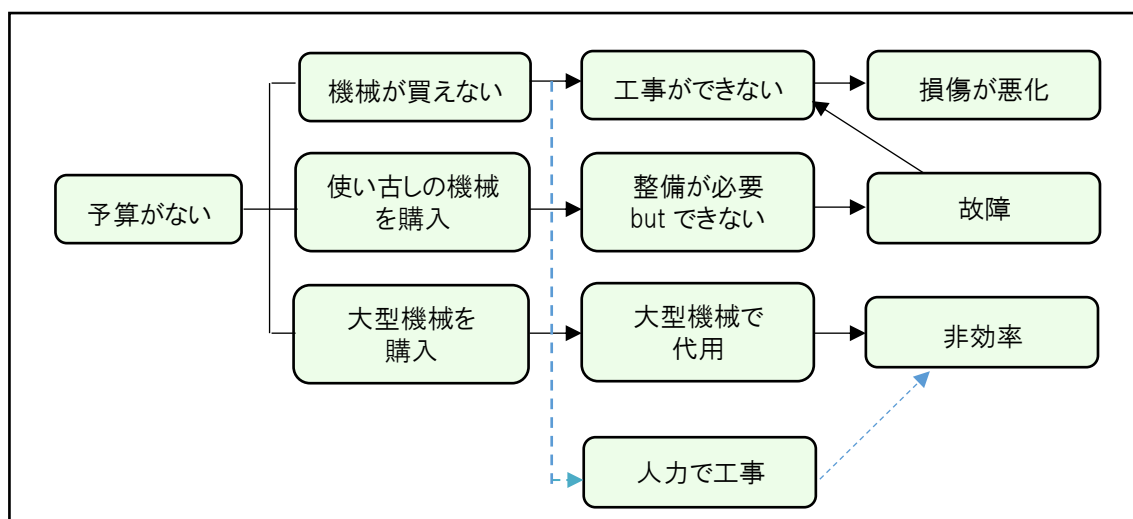 機械が買えない
工事ができない
損傷が悪化
予算がない
使い古しの機械
を購入
整備が必要
but できない
故障
大型機械を
購入
大型機械で
代用
非効率
人力で工事